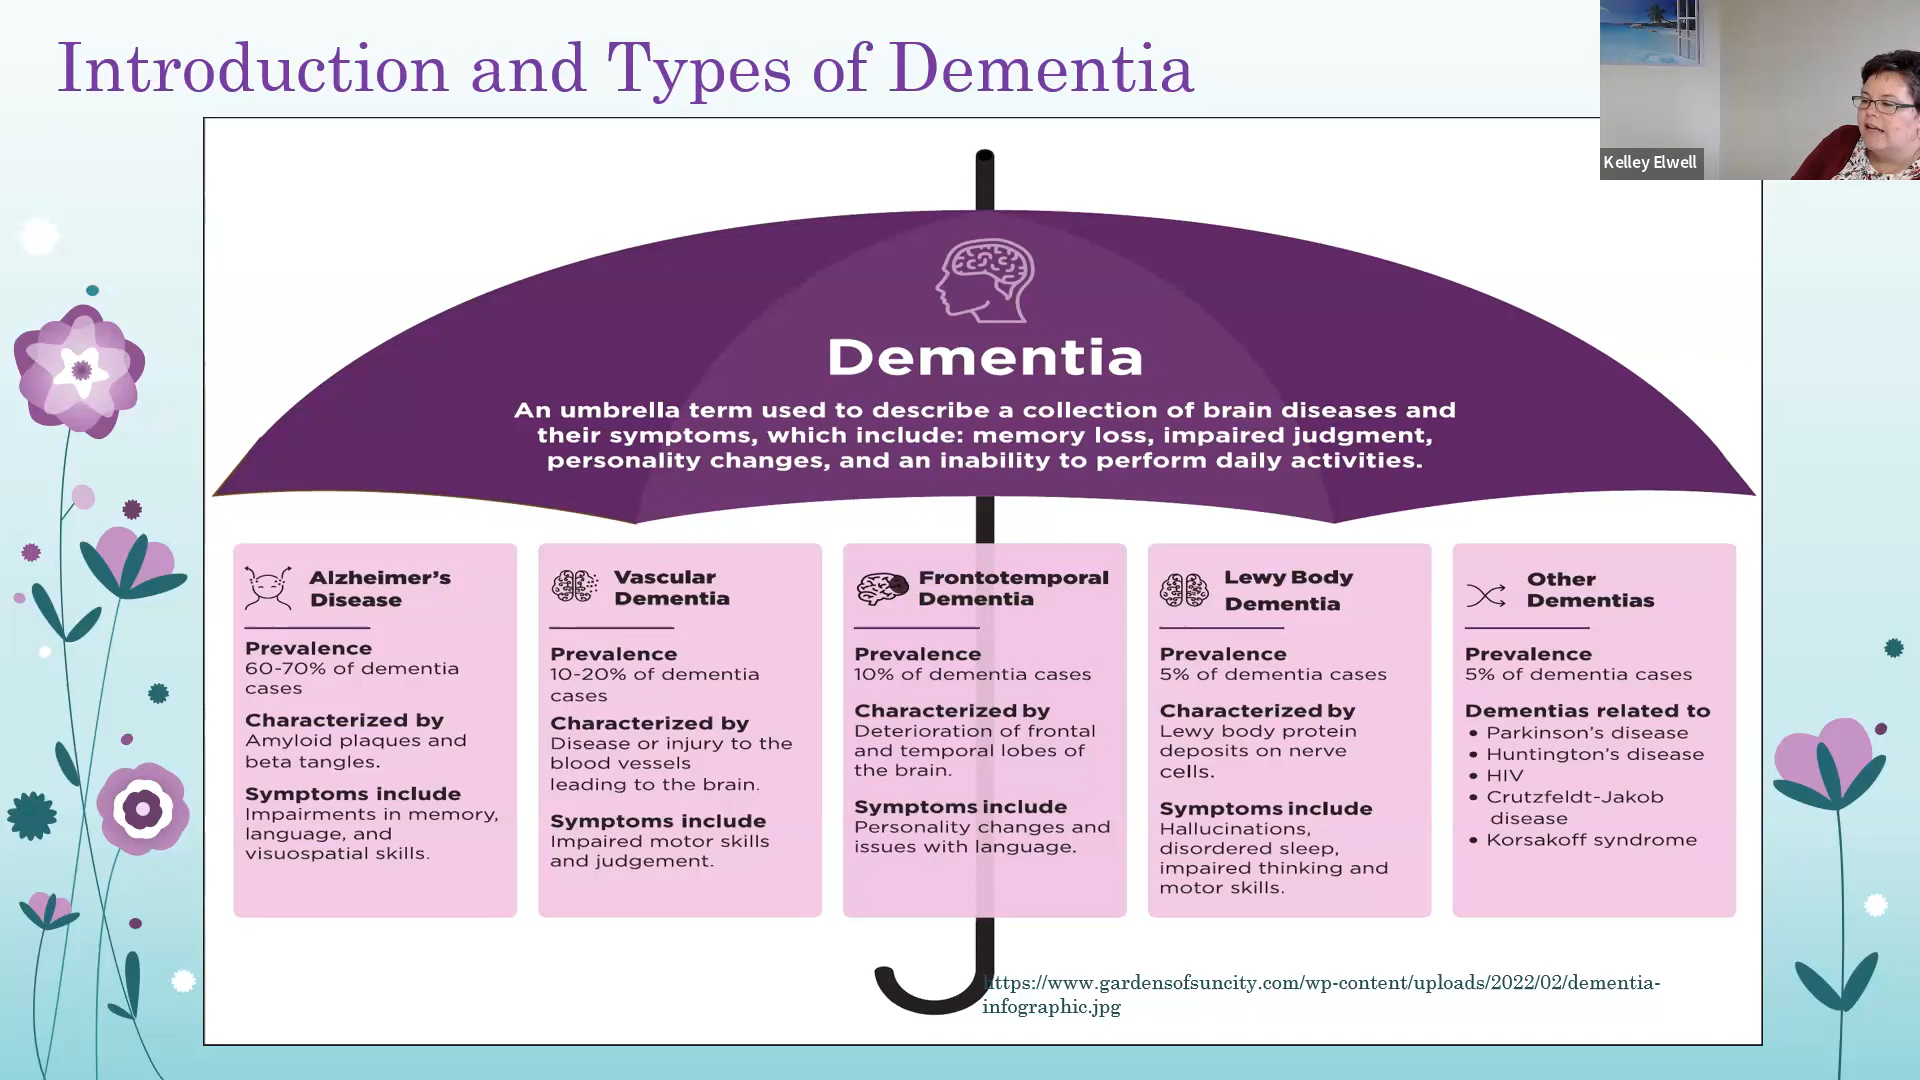 Introduction and Types of Dementia
Kelley Elwell
Dementia
An umbrella term used to describe a collection of brain diseases and
their symptoms, which include: memory loss, impaired judgment,
personality changes, and an inability to perform daily activities.
Alzheimer's
Disease
Prevalence
60-70% of dementia
cases
Characterized by
Amyloid plaques and
beta tangles.
Symptoms include
Impairments in memory,
language, and
visuospatial skills.
Vascular
Dementia
Prevalence
10-20% of dementia
cases
Characterized by
Disease or injury to the
blood vessels
leading to the brain.
Symptoms include
Impaired motor skills
and judgement.
Frontotemporal
Dementia
Prevalence
10% of dementia cases
Characterized by
Deterioration of frontal
and temporal lobes of
the brain.
Symptoms include
Personality changes and
issues with language.
Lewy Body
Dementia
Prevalence
5% of dementia cases
Characterized by
Lewy body protein
deposits on nerve
cells.
Symptoms include
Hallucinations,
disordered sleep,
impaired thinking and
motor skills.
Other
Dementias
Prevalence
5% of dementia cases
Dementias related to
• Parkinson's disease
• Huntington's disease
• HIV
• Crutzfeldt-Jakob
disease
• Korsakoff syndrome
https://www.gardensofsuncity.com/wp-content/uploads/2022/02/dementia-
infographic.jpg